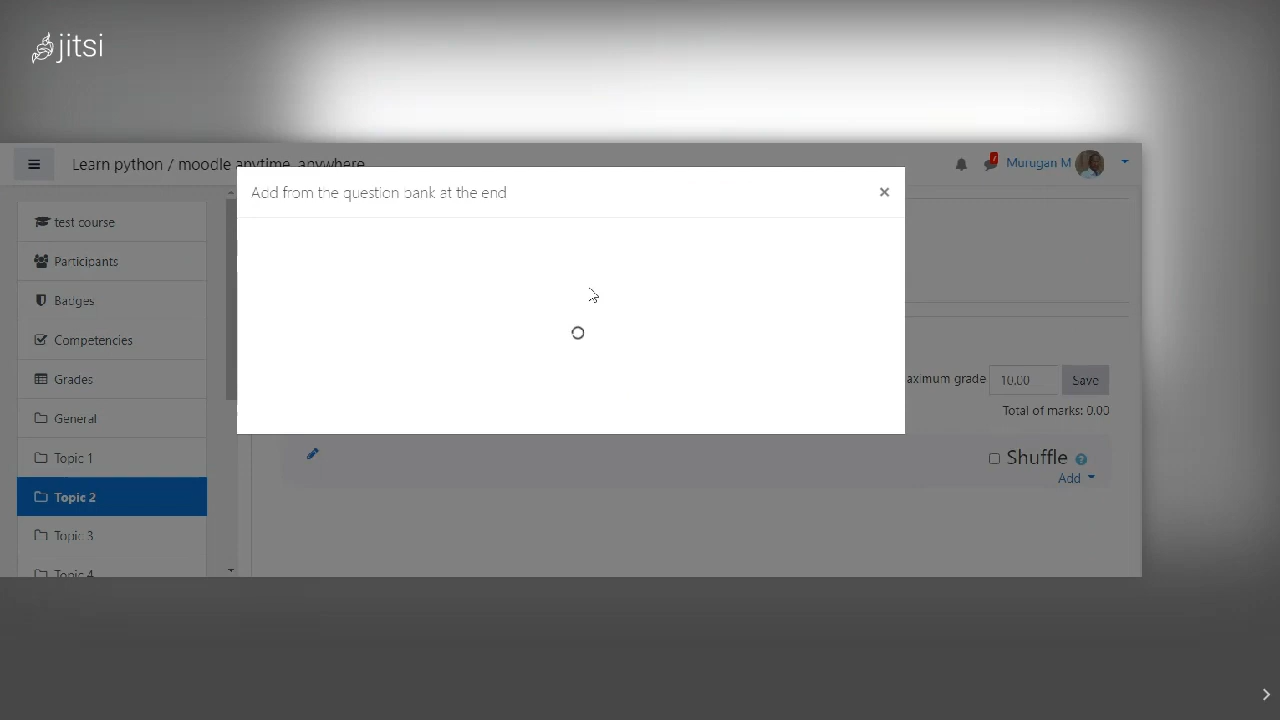 jitsi
Learn python / moodle anytime, anywhere
Murugan M
Add from the question bank at the end
×
test course
Participants
Badges
Competencies
Grades
General
Topic 1
Topic 2
Topic 3
Topic 4
aximum grade 10.00 Save
Total of marks: 0.00
Shuffle ?
Add